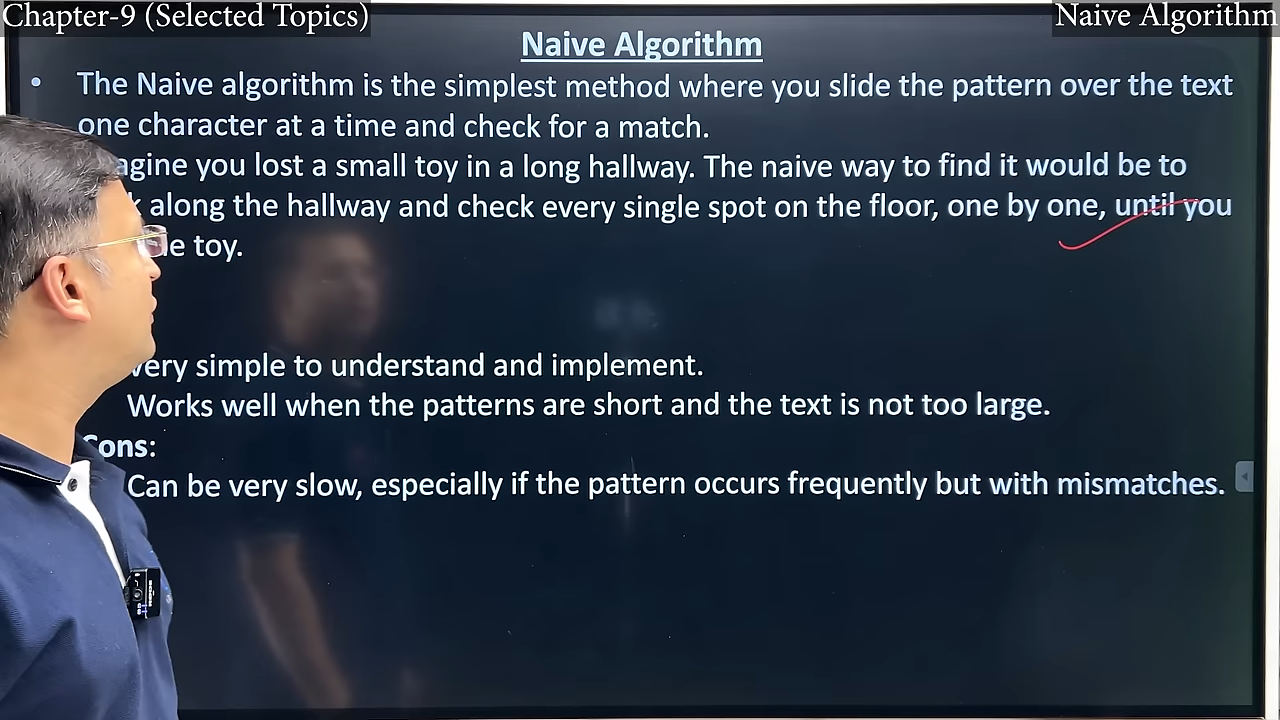 Chapter-9 (Selected Topics)
Naive Algorithm
Naive Algorithm
• The Naive algorithm is the simplest method where you slide the pattern over the text
one character at a time and check for a match.
agine you lost a small toy in a long hallway. The naive way to find it would be to
along the hallway and check every single spot on the floor, one by one, until you
e toy.
very simple to understand and implement.
Works well when the patterns are short and the text is not too large.
Cons:
Can be very slow, especially if the pattern occurs frequently but with mismatches.